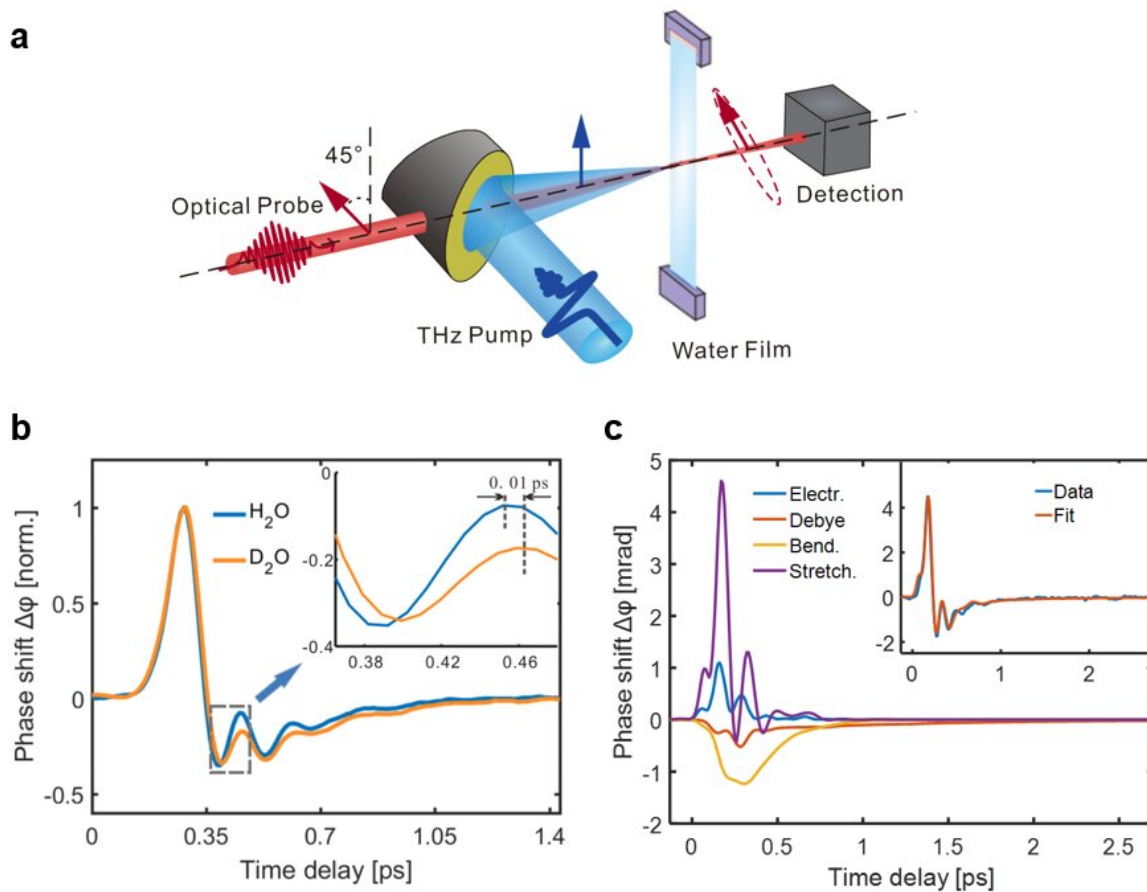 a
45°
Optical Probe
Detection
THz Pump
Water Film
b
Phase shift Δφ [norm.]
1
0.5
0
-0.5
0
0.35
0.7
1.05
1.4
Time delay [ps]
H₂O
D₂O
0
-0.2
-0.4
0.38
0.42
0.46
0. 01 ps
c
Phase shift Δφ [mrad]
5
4
3
2
1
0
-1
-2
0
0.5
1
1.5
2
2.5
Time delay [ps]
Electr.
Debye
Bend.
Stretch.
Data
Fit
4
2
0
-2
0
1
2